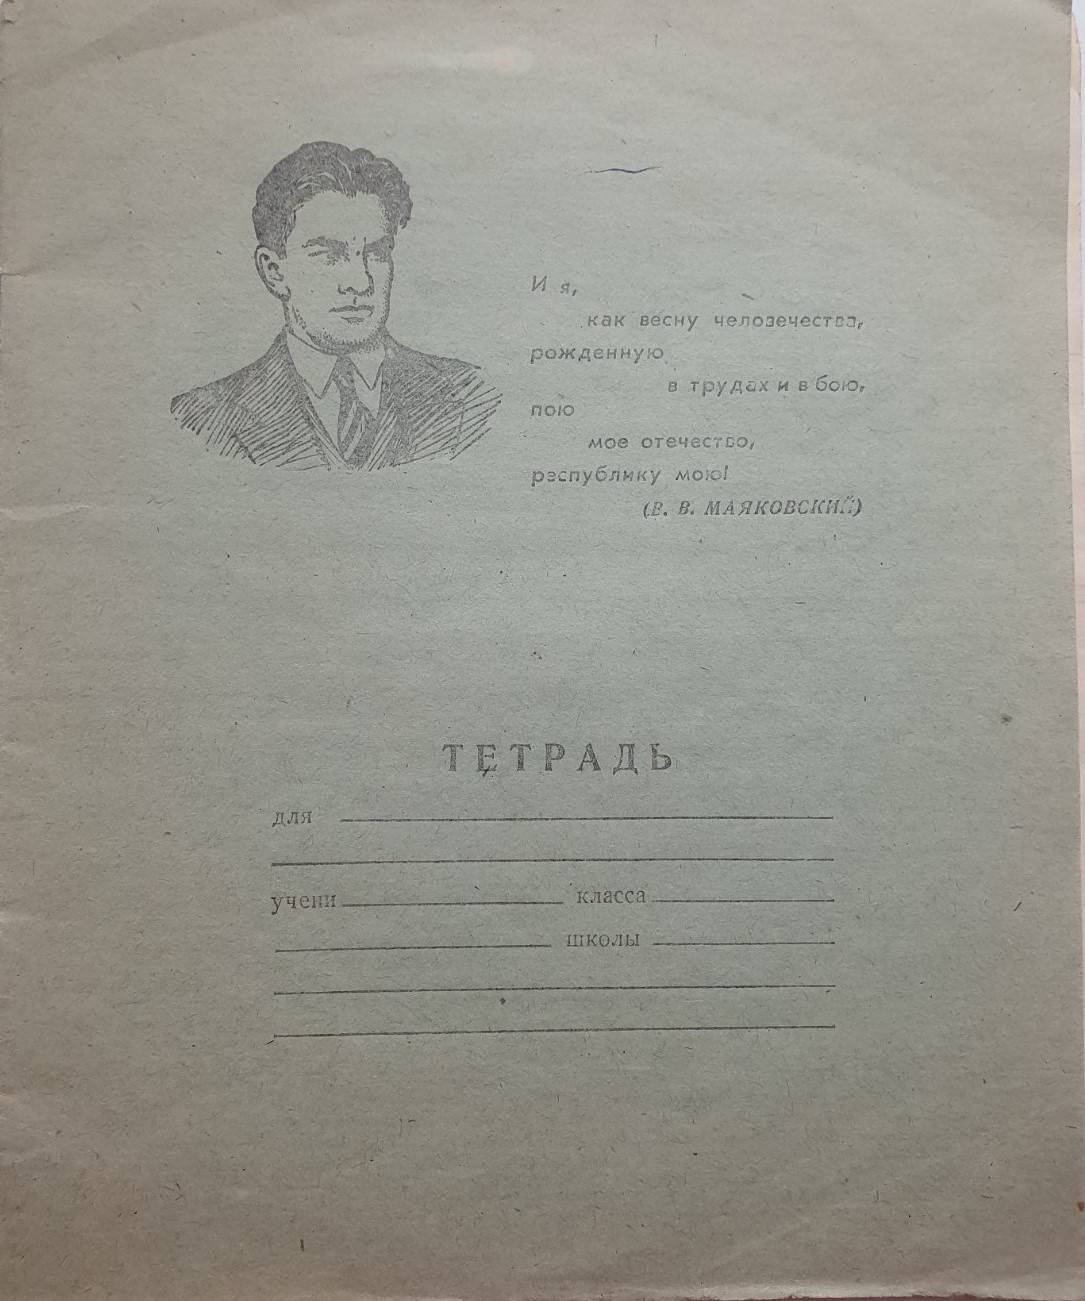 И я,
как весну человечества,
рожденную
в трудах и в бою,
пою
мое отечество,
республику мою!
(В. В. МАЯКОВСКИЙ)
ТЕТРАДЬ
для
учени класса
школы